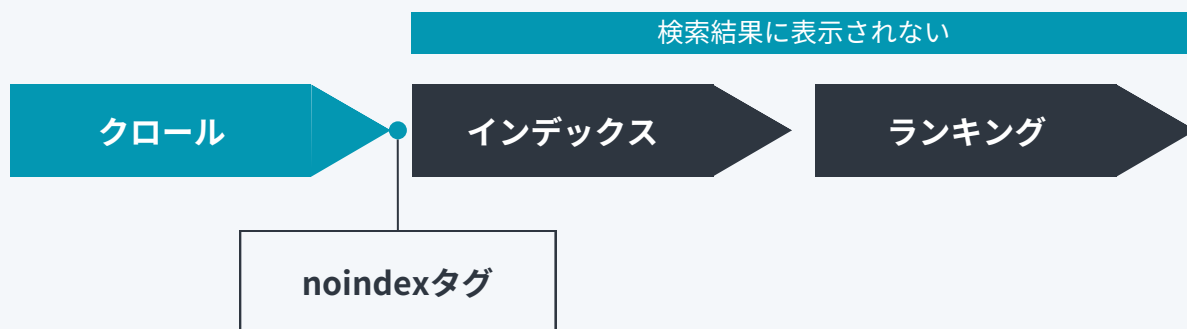 検索結果に表示されない
クロール
インデックス
ランキング
noindexタグ